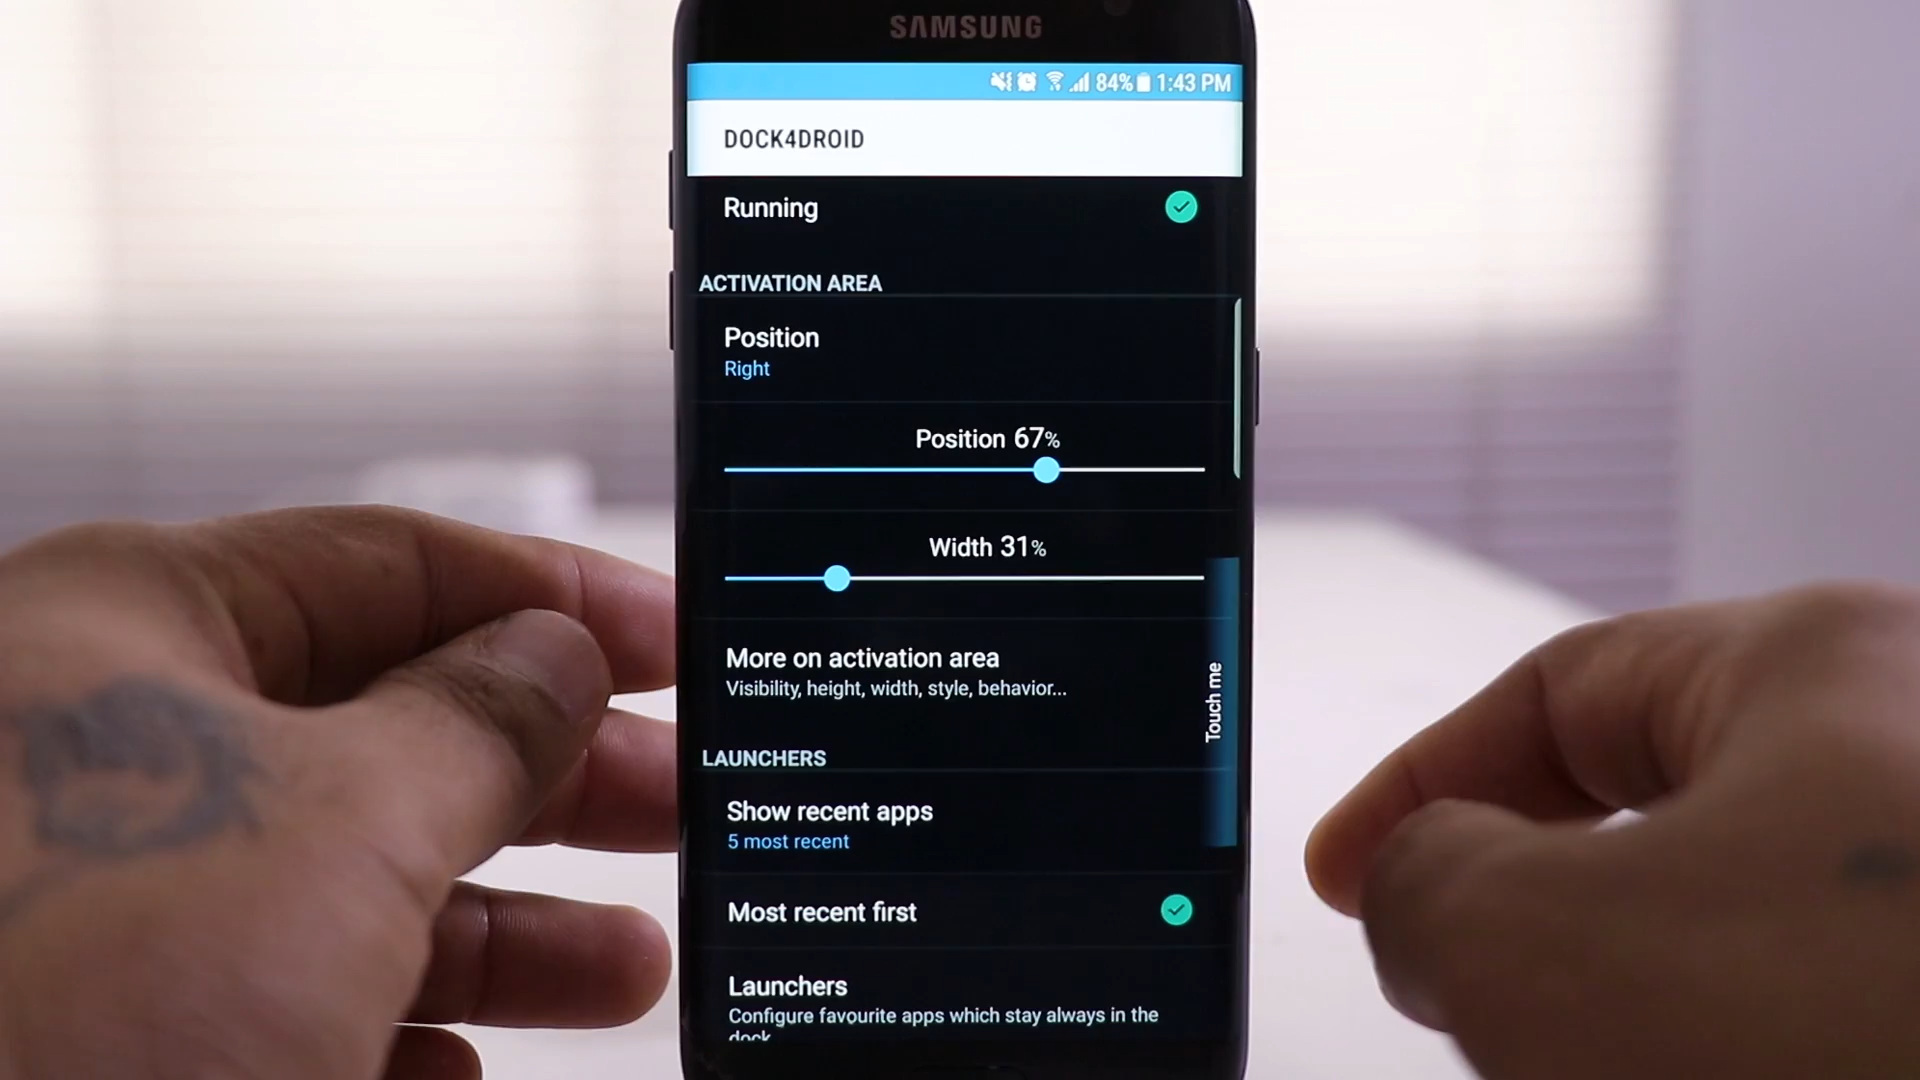 SAMSUNG
84% 1:43 PM
DOCK4DROID
Running
ACTIVATION AREA
Position
Right
Position 67%
Width 31%
More on activation area
Visibility, height, width, style, behavior...
Touch me
LAUNCHERS
Show recent apps
5 most recent
Most recent first
Launchers
Configure favourite apps which stay always in the
dock